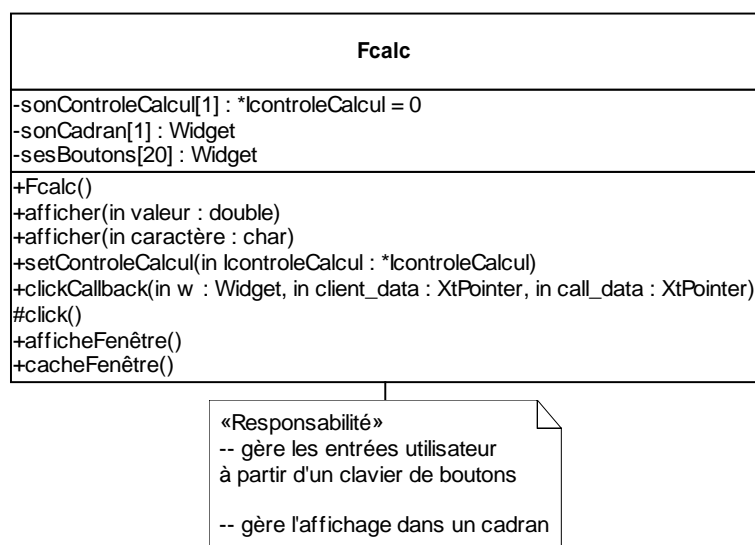 Fcalc
-sonControleCalcul[1] : *IcontroleCalcul = 0
-sonCadran[1] : Widget
-sesBoutons[20] : Widget
+Fcalc()
+afficher(in valeur : double)
+afficher(in caractère : char)
+setControleCalcul(in IcontroleCalcul : *IcontroleCalcul)
+clickCallback(in w : Widget, in client_data : XtPointer, in call_data : XtPointer)
#click()
+afficheFenêtre()
+cacheFenêtre()
«Responsabilité»
-- gère les entrées utilisateur
à partir d'un clavier de boutons
-- gère l'affichage dans un cadran